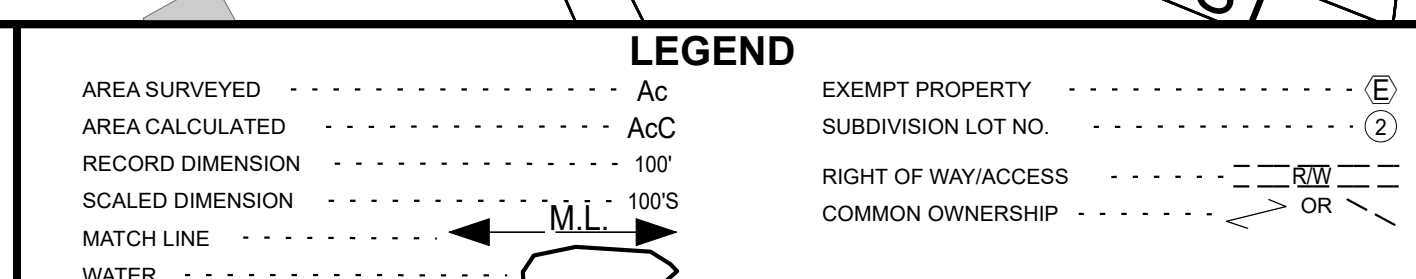 LEGEND
AREA SURVEYED - - - - - - - - - - - - - - - - - Ac
AREA CALCULATED - - - - - - - - - - - - - - - AcC
RECORD DIMENSION - - - - - - - - - - - - - - - 100'
SCALED DIMENSION - - - - - - - - - - - - - - - 100'S
MATCH LINE - - - - - - - - - - M.L.
WATER - - - - - - - - - - - - - - - - -
EXEMPT PROPERTY - - - - - - - - - - - - - - E
SUBDIVISION LOT NO. - - - - - - - - - - - - - 2
RIGHT OF WAY/ACCESS - - - - - - R/W
COMMON OWNERSHIP - - - - - - - OR